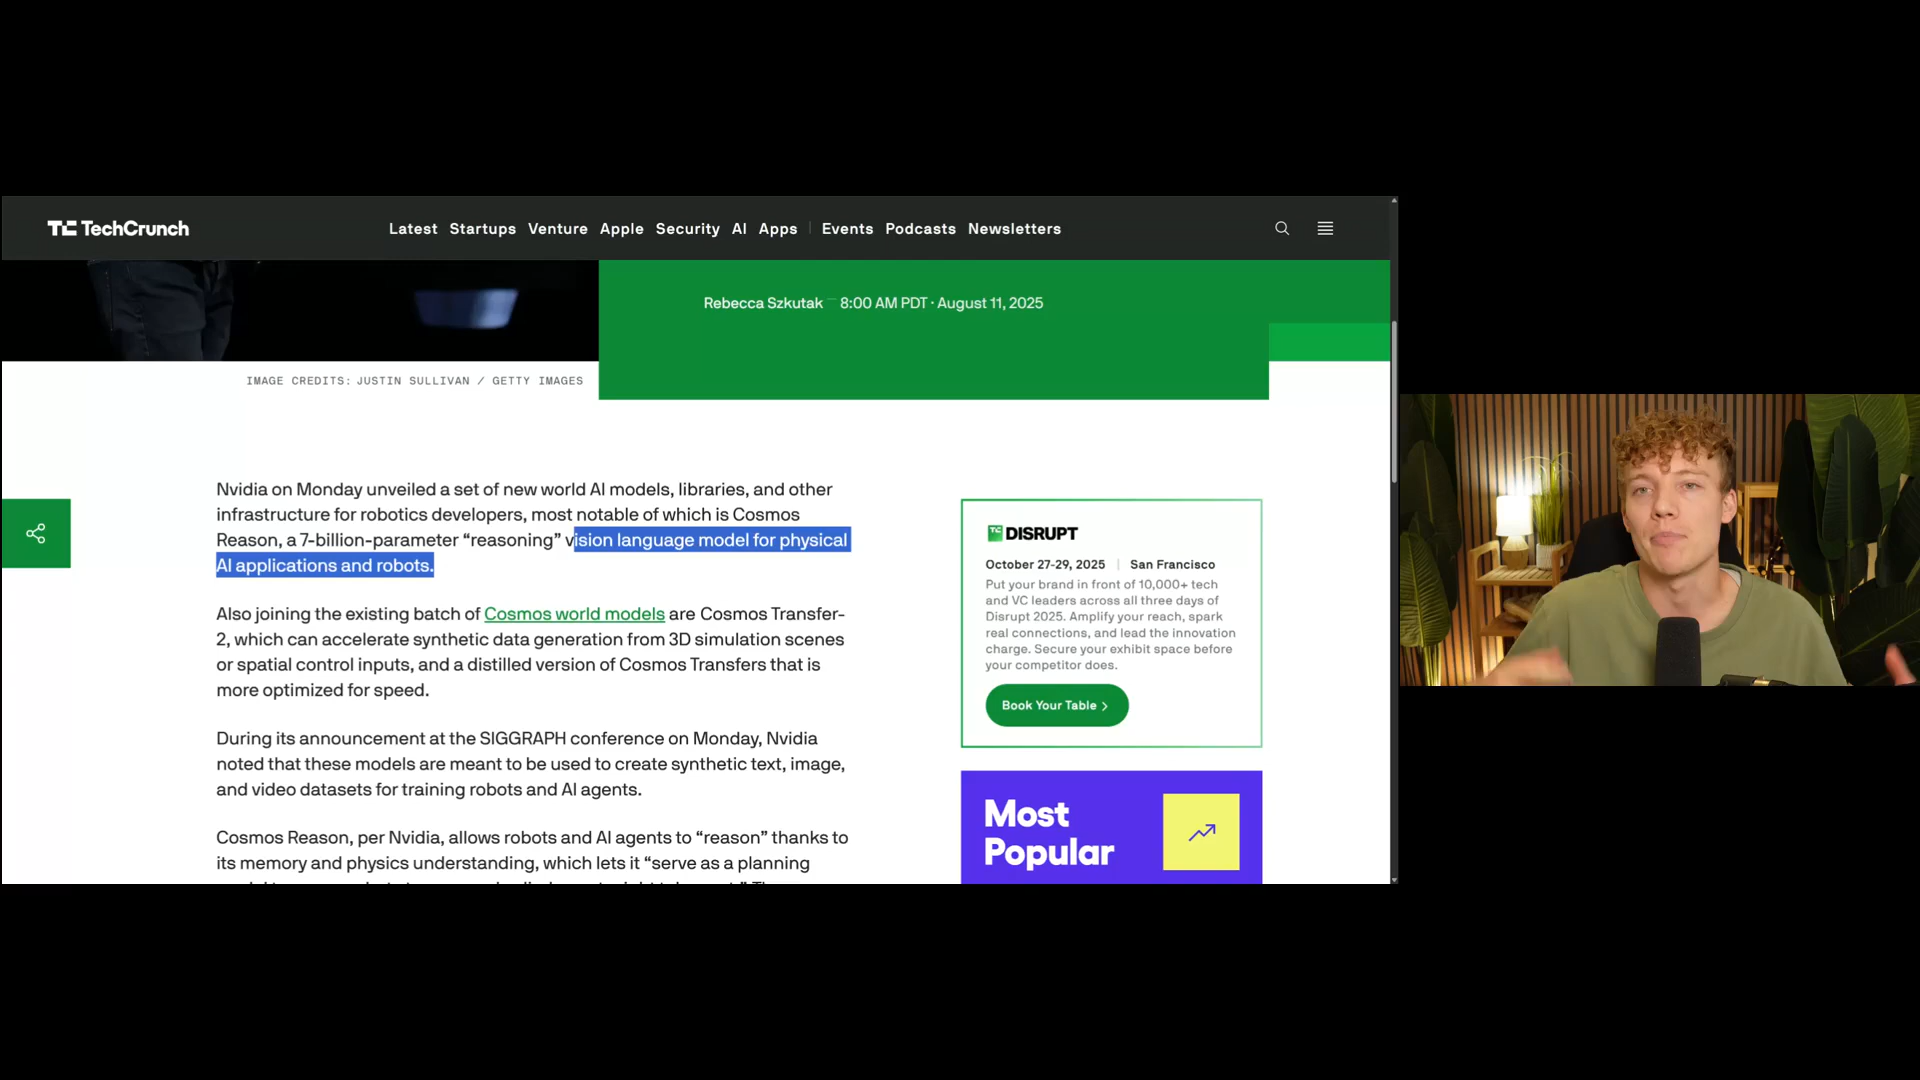 TechCrunch
Latest Startups Venture Apple Security AI Apps Events Podcasts Newsletters
Rebecca Szkutak — 8:00 AM PDT · August 11, 2025
IMAGE CREDITS: JUSTIN SULLIVAN / GETTY IMAGES
Nvidia on Monday unveiled a set of new world AI models, libraries, and other
infrastructure for robotics developers, most notable of which is Cosmos
Reason, a 7-billion-parameter “reasoning” vision language model for physical
AI applications and robots.
Also joining the existing batch of Cosmos world models are Cosmos Transfer-
2, which can accelerate synthetic data generation from 3D simulation scenes
or spatial control inputs, and a distilled version of Cosmos Transfers that is
more optimized for speed.
During its announcement at the SIGGRAPH conference on Monday, Nvidia
noted that these models are meant to be used to create synthetic text, image,
and video datasets for training robots and AI agents.
Cosmos Reason, per Nvidia, allows robots and AI agents to “reason” thanks to
its memory and physics understanding, which lets it “serve as a planning
DISRUPT
October 27-29, 2025 | San Francisco
Put your brand in front of 10,000+ tech
and VC leaders across all three days of
Disrupt 2025. Amplify your reach, spark
real connections, and lead the innovation
charge. Secure your exhibit space before
your competitor does.
Book Your Table
Most
Popular